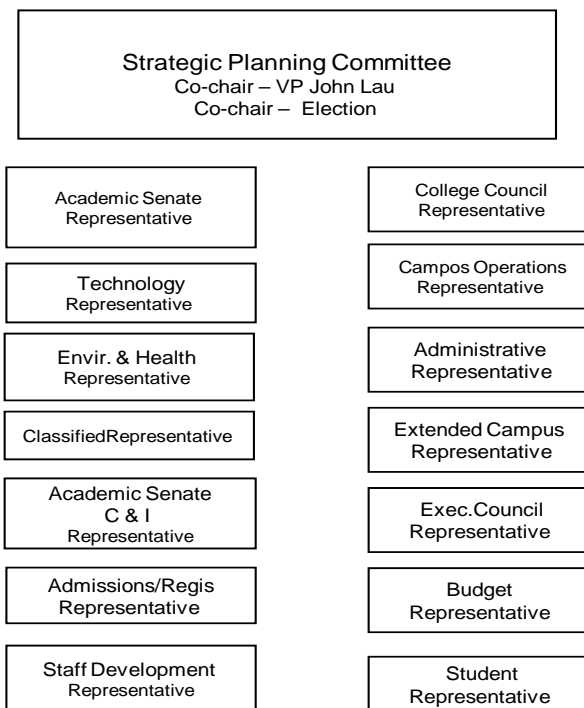 Strategic Planning Committee
Co-chair – VP John Lau
Co-chair – Election
Academic Senate
Representative
Technology
Representative
Envir. & Health
Representative
ClassifiedRepresentative
Academic Senate
C & I
Representative
Admissions/Regis
Representative
Staff Development
Representative
College Council
Representative
Campos Operations
Representative
Administrative
Representative
Extended Campus
Representative
Exec.Council
Representative
Budget
Representative
Student
Representative